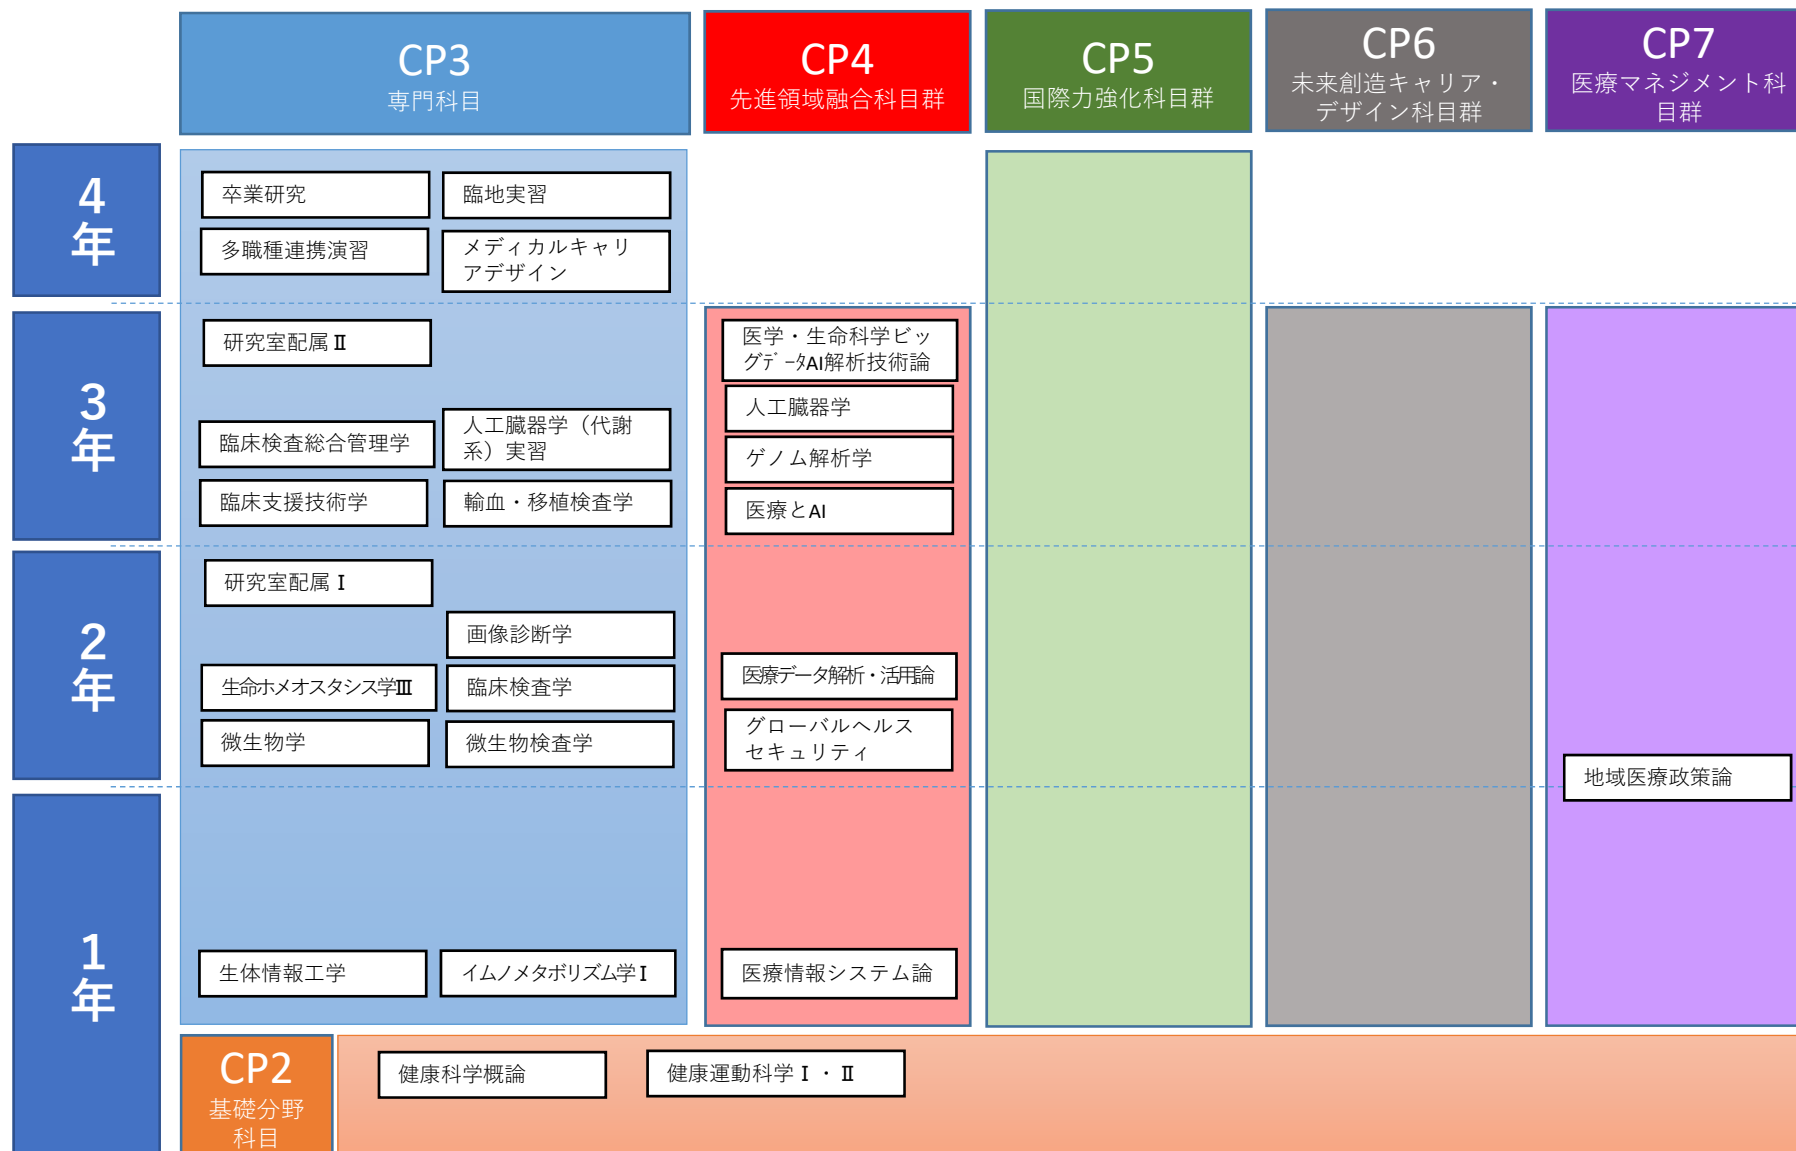 CP3
専門科目
CP4
先進領域融合科目群
CP5
国際力強化科目群
CP6
未来創造キャリア・
デザイン科目群
CP7
医療マネジメント科
目群
4
年
卒業研究
臨地実習
多職種連携演習
メディカルキャリ
アデザイン
3
年
研究室配属Ⅱ
臨床検査総合管理学
人工臓器学（代謝
系）実習
臨床支援技術学
輸血・移植検査学
医学・生命科学ビッ
グデータAI解析技術論
人工臓器学
ゲノム解析学
医療とAI
2
年
研究室配属Ⅰ
画像診断学
生命ホメオスタシス学Ⅲ
臨床検査学
微生物学
微生物検査学
医療データ解析・活用論
グローバルヘルス
セキュリティ
地域医療政策論
1
年
生体情報工学
イムノメタボリズム学Ⅰ
医療情報システム論
CP2
基礎分野
科目
健康科学概論
健康運動科学Ⅰ・Ⅱ